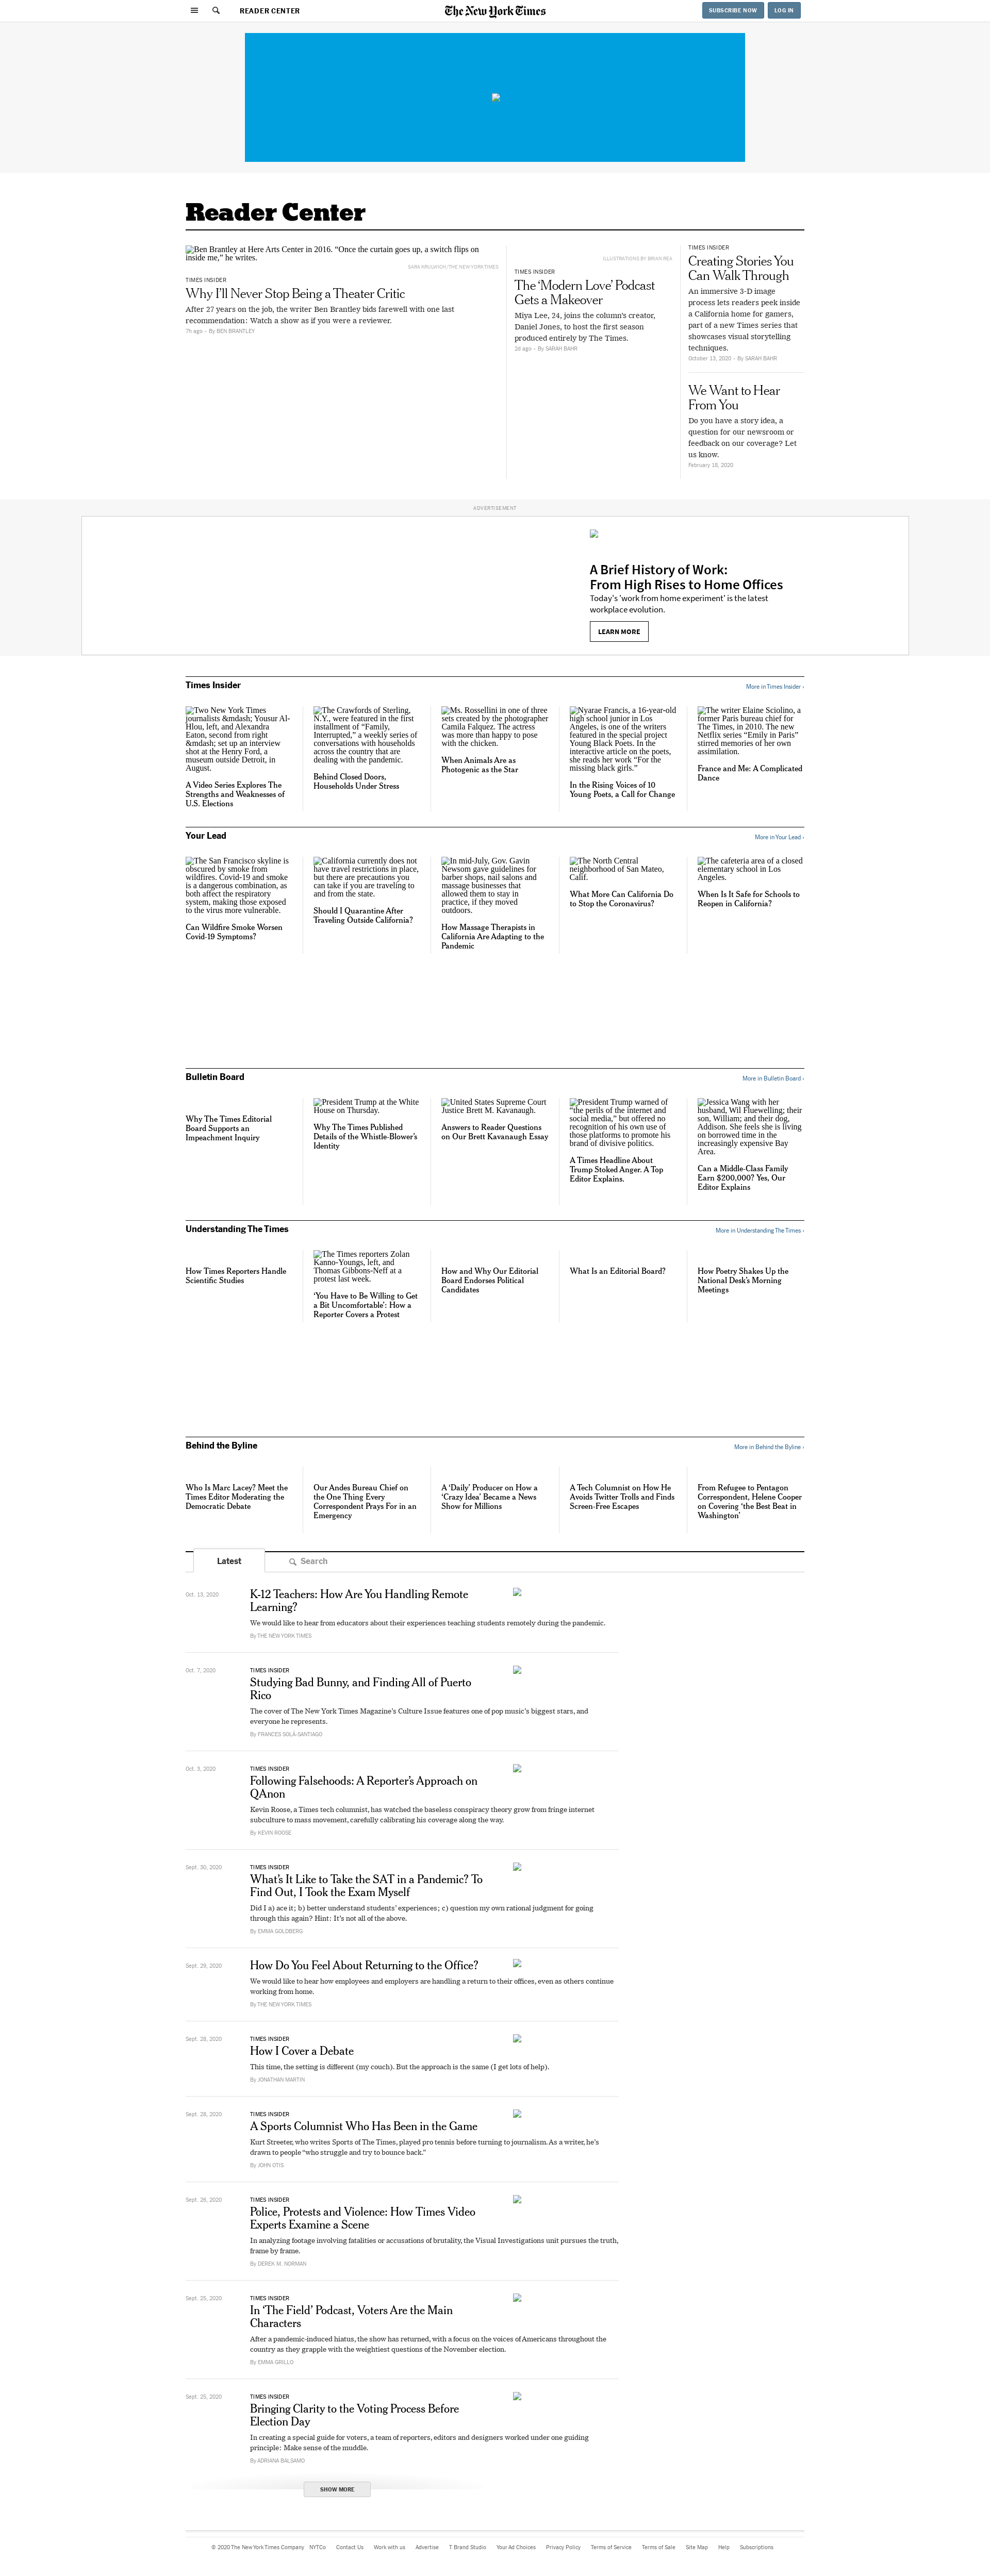 READER CENTER
The New York Times
SUBSCRIBE NOW
LOG IN
Reader Center
Ben Brantley at Here Arts Center in 2016. “Once the curtain goes up, a switch flips on
inside me,” he writes.
SARA KRULWICH/THE NEW YORK TIMES
TIMES INSIDER
Why I’ll Never Stop Being a Theater Critic
After 27 years on the job, the writer Ben Brantley bids farewell with one last
recommendation: Watch a show as if you were a reviewer.
7h ago - By BEN BRANTLEY
ILLUSTRATIONS BY BRIAN REA
TIMES INSIDER
The ‘Modern Love’ Podcast
Gets a Makeover
Miya Lee, 24, joins the column’s creator,
Daniel Jones, to host the first season
produced entirely by The Times.
2d ago - By SARAH BAHR
TIMES INSIDER
Creating Stories You
Can Walk Through
An immersive 3-D image
process lets readers peek inside
a California home for gamers,
part of a new Times series that
showcases visual storytelling
techniques.
October 13, 2020 - By SARAH BAHR
We Want to Hear
From You
Do you have a story idea, a
question for our newsroom or
feedback on our coverage? Let
us know.
February 18, 2020
ADVERTISEMENT
A Brief History of Work:
From High Rises to Home Offices
Today's 'work from home experiment' is the latest
workplace evolution.
LEARN MORE
Times Insider
More in Times Insider ›
Two New York Times
journalists &mdash; Yousur Al-
Hlou, left, and Alexandra
Eaton, second from right
&mdash; set up an interview
shot at the Henry Ford, a
museum outside Detroit, in
August.
A Video Series Explores The
Strengths and Weaknesses of
U.S. Elections
The Crawfords of Sterling,
N.Y., were featured in the first
installment of “Family,
Interrupted,” a weekly series of
conversations with households
across the country that are
dealing with the pandemic.
Behind Closed Doors,
Households Under Stress
Ms. Rossellini in one of three
sets created by the photographer
Camila Falquez. The actress
was more than happy to pose
with the chicken.
When Animals Are as
Photogenic as the Star
Nyarae Francis, a 16-year-old
high school junior in Los
Angeles, is one of the writers
featured in the special project
Young Black Poets. In the
interactive article on the poets,
she reads her work “For the
missing black girls.”
In the Rising Voices of 10
Young Poets, a Call for Change
The writer Elaine Sciolino, a
former Paris bureau chief for
The Times, in 2010. The new
Netflix series “Emily in Paris”
stirred memories of her own
assimilation.
France and Me: A Complicated
Dance
Your Lead
More in Your Lead ›
The San Francisco skyline is
obscured by smoke from
wildfires. Covid-19 and smoke
is a dangerous combination, as
both affect the respiratory
system, making those exposed
to the virus more vulnerable.
Can Wildfire Smoke Worsen
Covid-19 Symptoms?
California currently does not
have travel restrictions in place,
but there are precautions you
can take if you are traveling to
and from the state.
Should I Quarantine After
Traveling Outside California?
In mid-July, Gov. Gavin
Newsom gave guidelines for
barber shops, nail salons and
massage businesses that
allowed them to stay in
practice, if they moved
outdoors.
How Massage Therapists in
California Are Adapting to the
Pandemic
The North Central
neighborhood of San Mateo,
Calif.
What More Can California Do
to Stop the Coronavirus?
The cafeteria area of a closed
elementary school in Los
Angeles.
When Is It Safe for Schools to
Reopen in California?
Bulletin Board
More in Bulletin Board ›
Why The Times Editorial
Board Supports an
Impeachment Inquiry
President Trump at the White
House on Thursday.
Why The Times Published
Details of the Whistle-Blower’s
Identity
United States Supreme Court
Justice Brett M. Kavanaugh.
Answers to Reader Questions
on Our Brett Kavanaugh Essay
President Trump warned of
“the perils of the internet and
social media,” but offered no
recognition of his own use of
those platforms to promote his
brand of divisive politics.
A Times Headline About
Trump Stoked Anger. A Top
Editor Explains.
Jessica Wang with her
husband, Wil Fluewelling; their
son, William; and their dog,
Addison. She feels she is living
on borrowed time in the
increasingly expensive Bay
Area.
Can a Middle-Class Family
Earn $200,000? Yes, Our
Editor Explains
Understanding The Times
More in Understanding The Times ›
How Times Reporters Handle
Scientific Studies
The Times reporters Zolan
Kanno-Youngs, left, and
Thomas Gibbons-Neff at a
protest last week.
‘You Have to Be Willing to Get
a Bit Uncomfortable’: How a
Reporter Covers a Protest
How and Why Our Editorial
Board Endorses Political
Candidates
What Is an Editorial Board?
How Poetry Shakes Up the
National Desk’s Morning
Meetings
Behind the Byline
More in Behind the Byline ›
Who Is Marc Lacey? Meet the
Times Editor Moderating the
Democratic Debate
Our Andes Bureau Chief on
the One Thing Every
Correspondent Prays For in an
Emergency
A ‘Daily’ Producer on How a
‘Crazy Idea’ Became a News
Show for Millions
A Tech Columnist on How He
Avoids Twitter Trolls and Finds
Screen-Free Escapes
From Refugee to Pentagon
Correspondent, Helene Cooper
on Covering ‘the Best Beat in
Washington’
Latest
Search
Oct. 13, 2020
K-12 Teachers: How Are You Handling Remote
Learning?
We would like to hear from educators about their experiences teaching students remotely during the pandemic.
By THE NEW YORK TIMES
Oct. 7, 2020
TIMES INSIDER
Studying Bad Bunny, and Finding All of Puerto
Rico
The cover of The New York Times Magazine’s Culture Issue features one of pop music’s biggest stars, and
everyone he represents.
By FRANCES SOLÁ-SANTIAGO
Oct. 3, 2020
TIMES INSIDER
Following Falsehoods: A Reporter’s Approach on
QAnon
Kevin Roose, a Times tech columnist, has watched the baseless conspiracy theory grow from fringe internet
subculture to mass movement, carefully calibrating his coverage along the way.
By KEVIN ROOSE
Sept. 30, 2020
TIMES INSIDER
What’s It Like to Take the SAT in a Pandemic? To
Find Out, I Took the Exam Myself
Did I a) ace it; b) better understand students’ experiences; c) question my own rational judgment for going
through this again? Hint: It’s not all of the above.
By EMMA GOLDBERG
Sept. 29, 2020
How Do You Feel About Returning to the Office?
We would like to hear how employees and employers are handling a return to their offices, even as others continue
working from home.
By THE NEW YORK TIMES
Sept. 28, 2020
TIMES INSIDER
How I Cover a Debate
This time, the setting is different (my couch). But the approach is the same (I get lots of help).
By JONATHAN MARTIN
Sept. 28, 2020
TIMES INSIDER
A Sports Columnist Who Has Been in the Game
Kurt Streeter, who writes Sports of The Times, played pro tennis before turning to journalism. As a writer, he’s
drawn to people “who struggle and try to bounce back.”
By JOHN OTIS
Sept. 26, 2020
TIMES INSIDER
Police, Protests and Violence: How Times Video
Experts Examine a Scene
In analyzing footage involving fatalities or accusations of brutality, the Visual Investigations unit pursues the truth,
frame by frame.
By DEREK M. NORMAN
Sept. 25, 2020
TIMES INSIDER
In ‘The Field’ Podcast, Voters Are the Main
Characters
After a pandemic-induced hiatus, the show has returned, with a focus on the voices of Americans throughout the
country as they grapple with the weightiest questions of the November election.
By EMMA GRILLO
Sept. 25, 2020
TIMES INSIDER
Bringing Clarity to the Voting Process Before
Election Day
In creating a special guide for voters, a team of reporters, editors and designers worked under one guiding
principle: Make sense of the muddle.
By ADRIANA BALSAMO
SHOW MORE
© 2020 The New York Times Company NYTCo Contact Us Work with us Advertise T Brand Studio Your Ad Choices Privacy Policy Terms of Service Terms of Sale Site Map Help Subscriptions